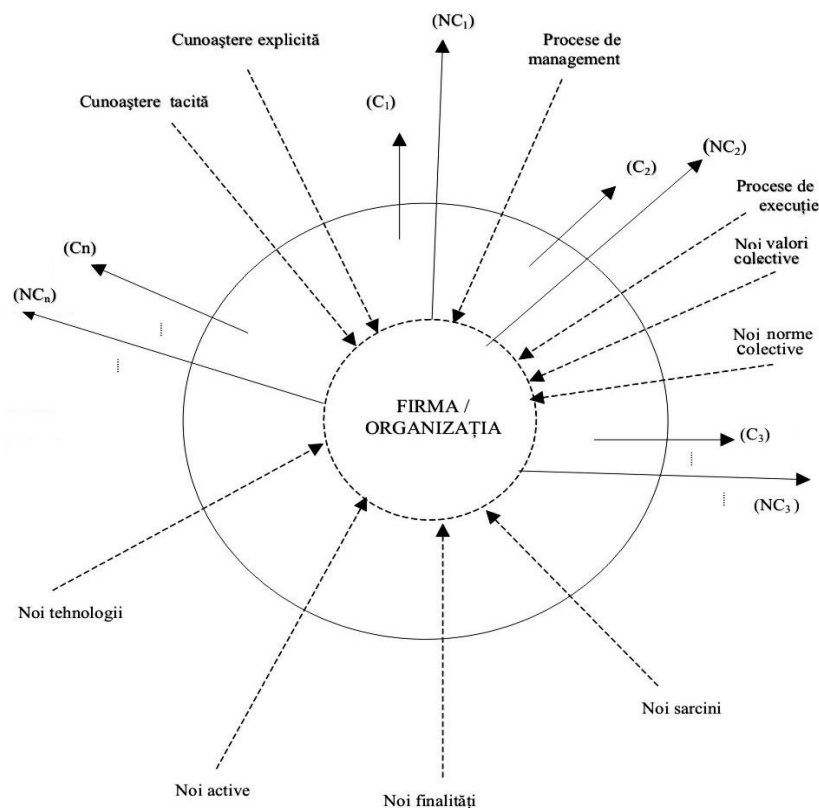 (NC₁)
Cunoaştere explicită
Procese de
management
Cunoaştere tacită
(C₁)
(NC₂)
(C₂)
Procese de
execuţie
Noi valori
colective
(Cn)
(NCₙ)
Noi norme
colective
FIRMA /
ORGANIZAŢIA
(C₃)
(NC₃)
Noi tehnologii
Noi sarcini
Noi active
Noi finalităţi